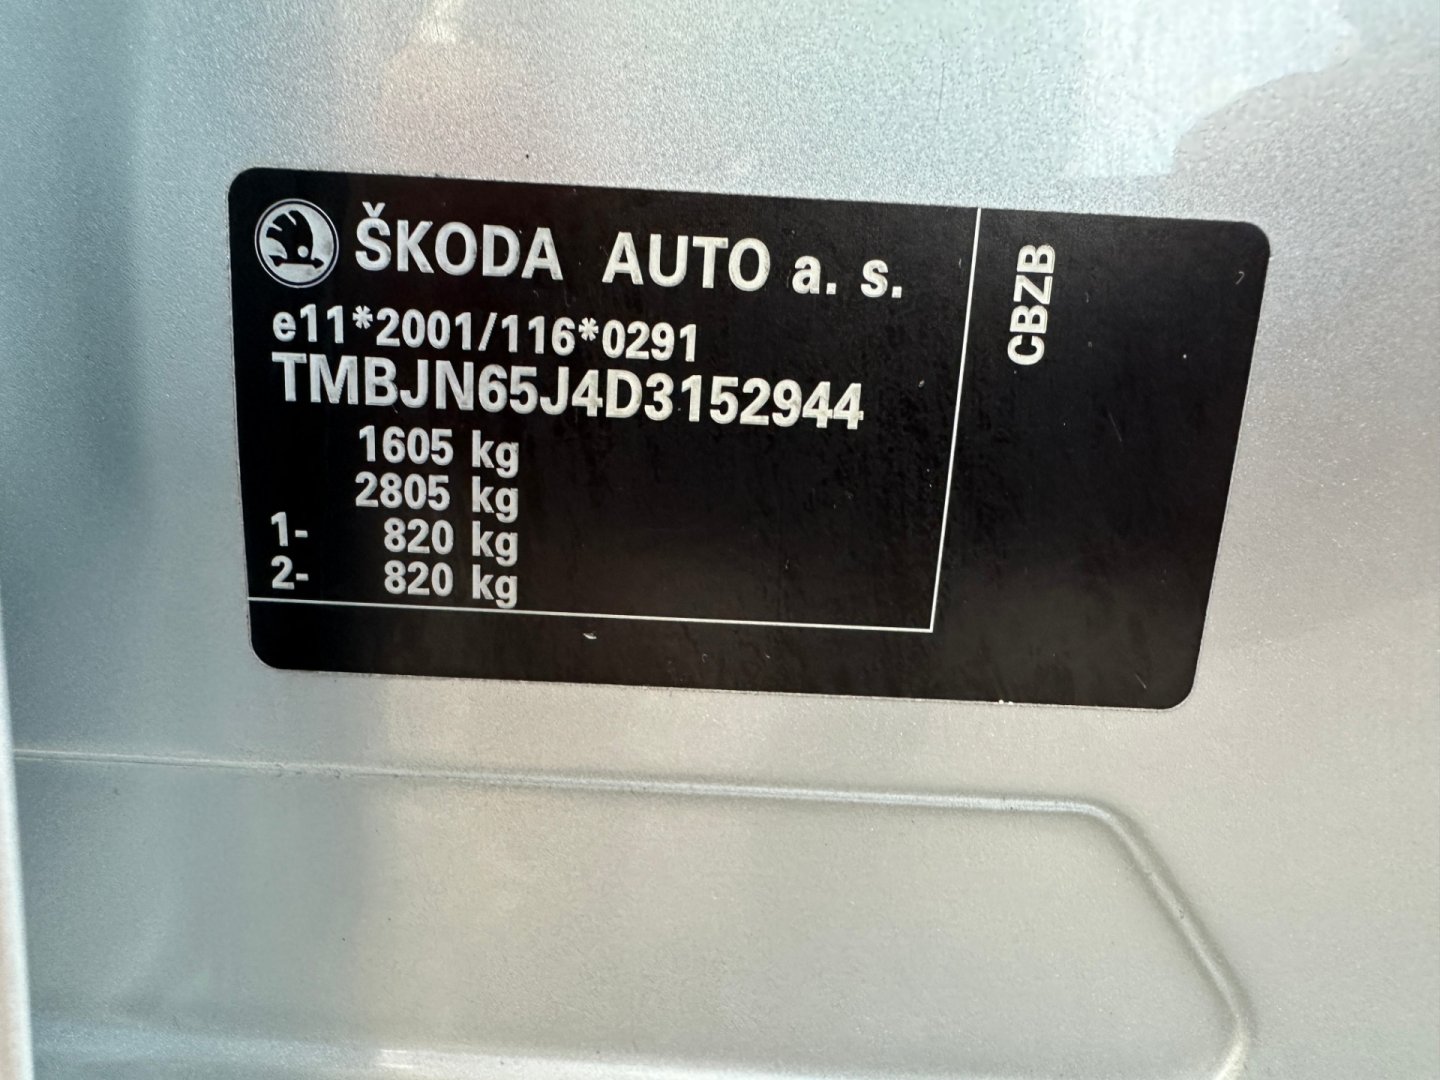 ŠKODA AUTO a. s.
e11*2001/116*0291
TMBJN65J4D3152944
1605 kg
2805 kg
1- 820 kg
2- 820 kg
CBZB